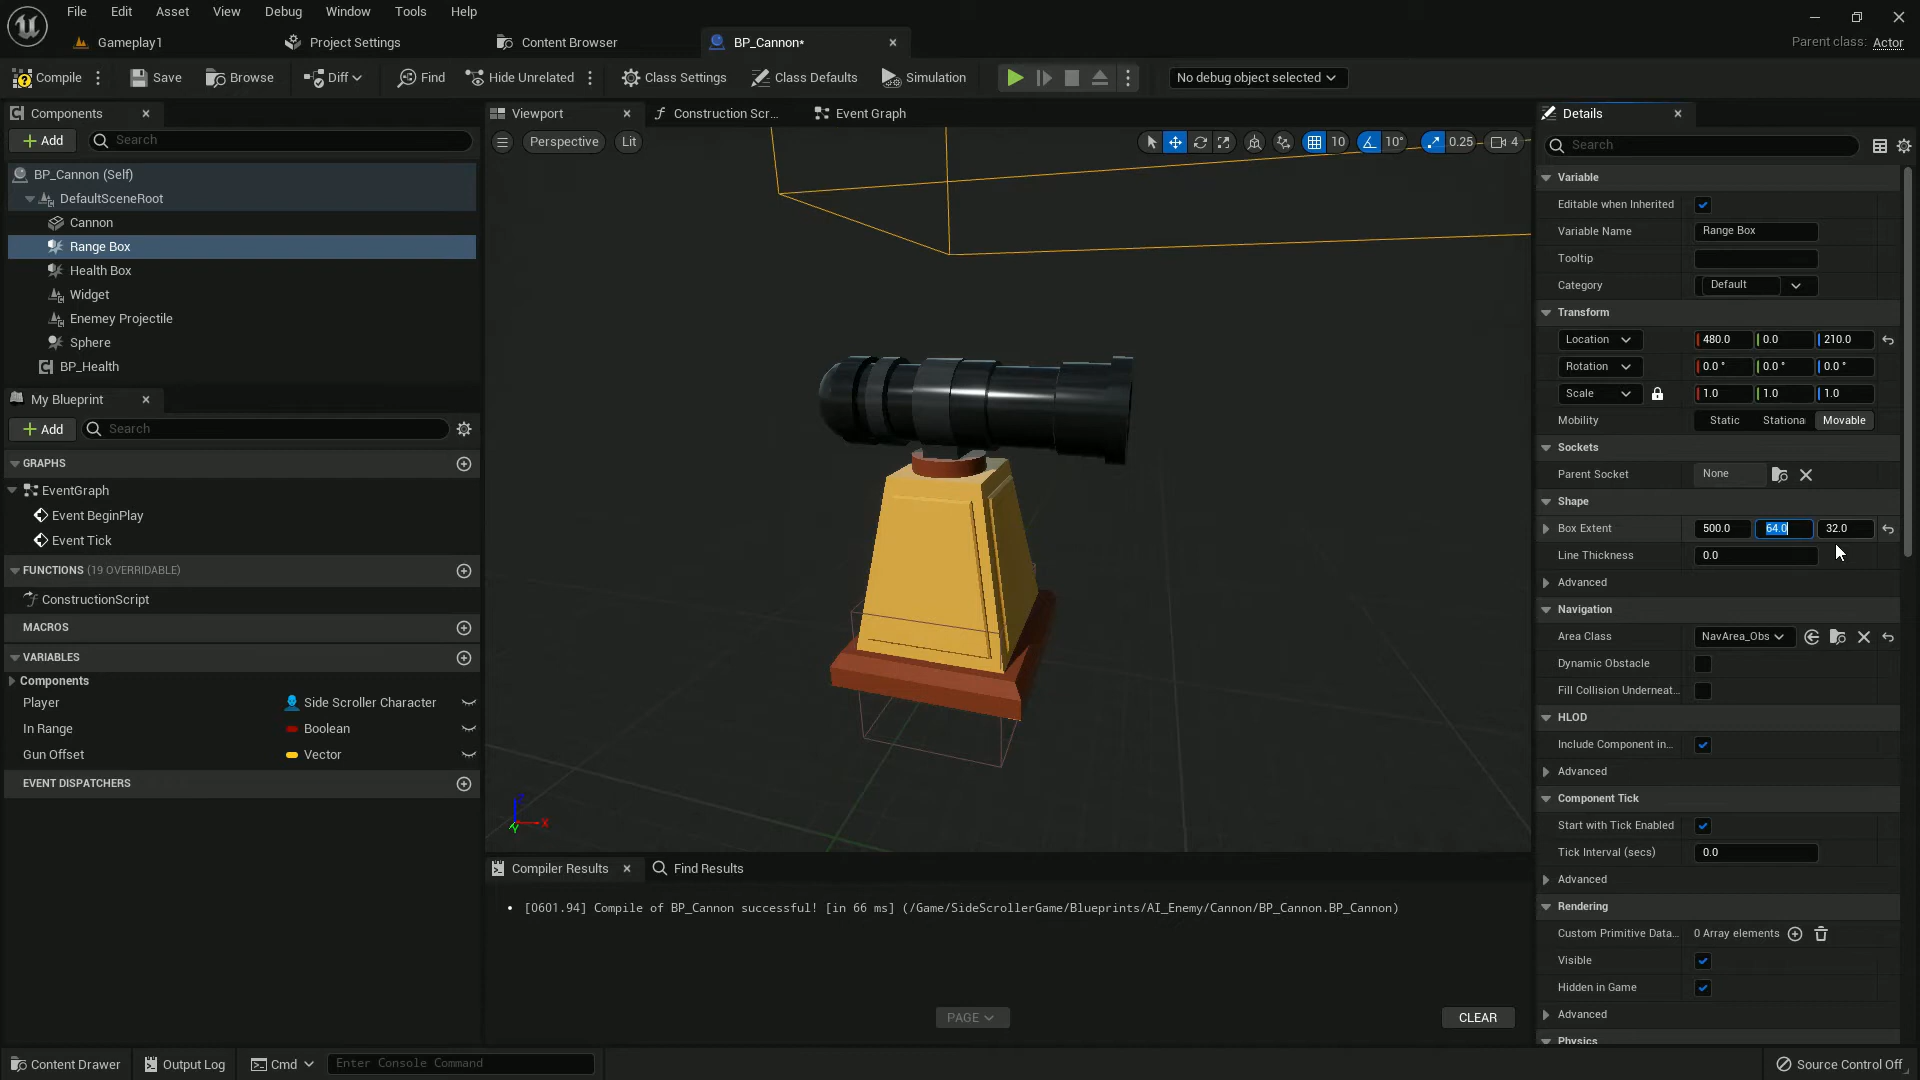 File Edit Asset View Debug Window Tools Help
Gameplay1 Project Settings Content Browser BP_Cannon* Parent class: Actor
Compile Save Browse Diff Find Hide Unrelated Class Settings Class Defaults Simulation No debug object selected
Components Viewport Construction Scr... Event Graph Details
Add Search Perspective Lit 10 10° 0.25 4 Search
BP_Cannon (Self)
DefaultSceneRoot
Cannon
Range Box
Health Box
Widget
Enemey Projectile
Sphere
BP_Health
My Blueprint
Add Search
GRAPHS
EventGraph
Event BeginPlay
Event Tick
FUNCTIONS (19 OVERRIDABLE)
ConstructionScript
MACROS
VARIABLES
Components
Player Side Scroller Character
In Range Boolean
Gun Offset Vector
EVENT DISPATCHERS
Z
X
Y
Compiler Results Find Results
[0601.94] Compile of BP_Cannon successful! [in 66 ms] (/Game/SideScrollerGame/Blueprints/AI_Enemy/Cannon/BP_Cannon.BP_Cannon)
PAGE CLEAR
Variable
Editable when Inherited
Variable Name Range Box
Tooltip
Category Default
Transform
Location 480.0 0.0 210.0
Rotation 0.0 ° 0.0 ° 0.0 °
Scale 1.0 1.0 1.0
Mobility Static Stationa Movable
Sockets
Parent Socket None
Shape
Box Extent 500.0 64.0 32.0
Line Thickness 0.0
Advanced
Navigation
Area Class NavArea_Obs
Dynamic Obstacle
Fill Collision Underneat...
HLOD
Include Component in...
Advanced
Component Tick
Start with Tick Enabled
Tick Interval (secs) 0.0
Advanced
Rendering
Custom Primitive Data... 0 Array elements
Visible
Hidden in Game
Advanced
Physics
Content Drawer Output Log Cmd Enter Console Command Source Control Off